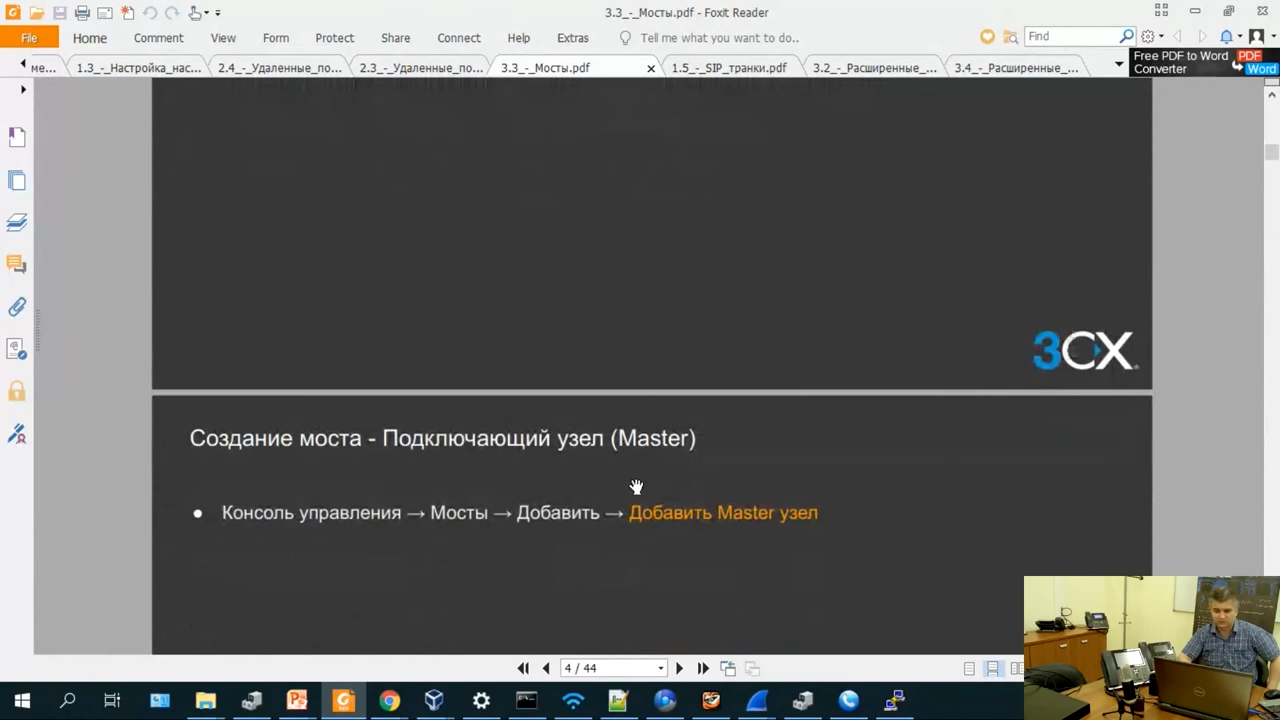 3.3_-_Мосты.pdf - Foxit Reader
File
Home
Comment
View
Form
Protect
Share
Connect
Help
Extras
Tell me what you want to do..
Find
ме...
1.3_-_Настройка_нас...
2.4_-_Удаленные_по...
2.3_-_Удаленные_по...
3.3_-_Мосты.pdf
1.5_-_SIP_транки.pdf
3.2_-_Расширенные_...
3.4_-_Расширенные_...
Free PDF to Word
Converter
PDF
Word
3CX
Создание моста - Подключающий узел (Master)
● Консоль управления → Мосты → Добавить → Добавить Master узел
4 / 44